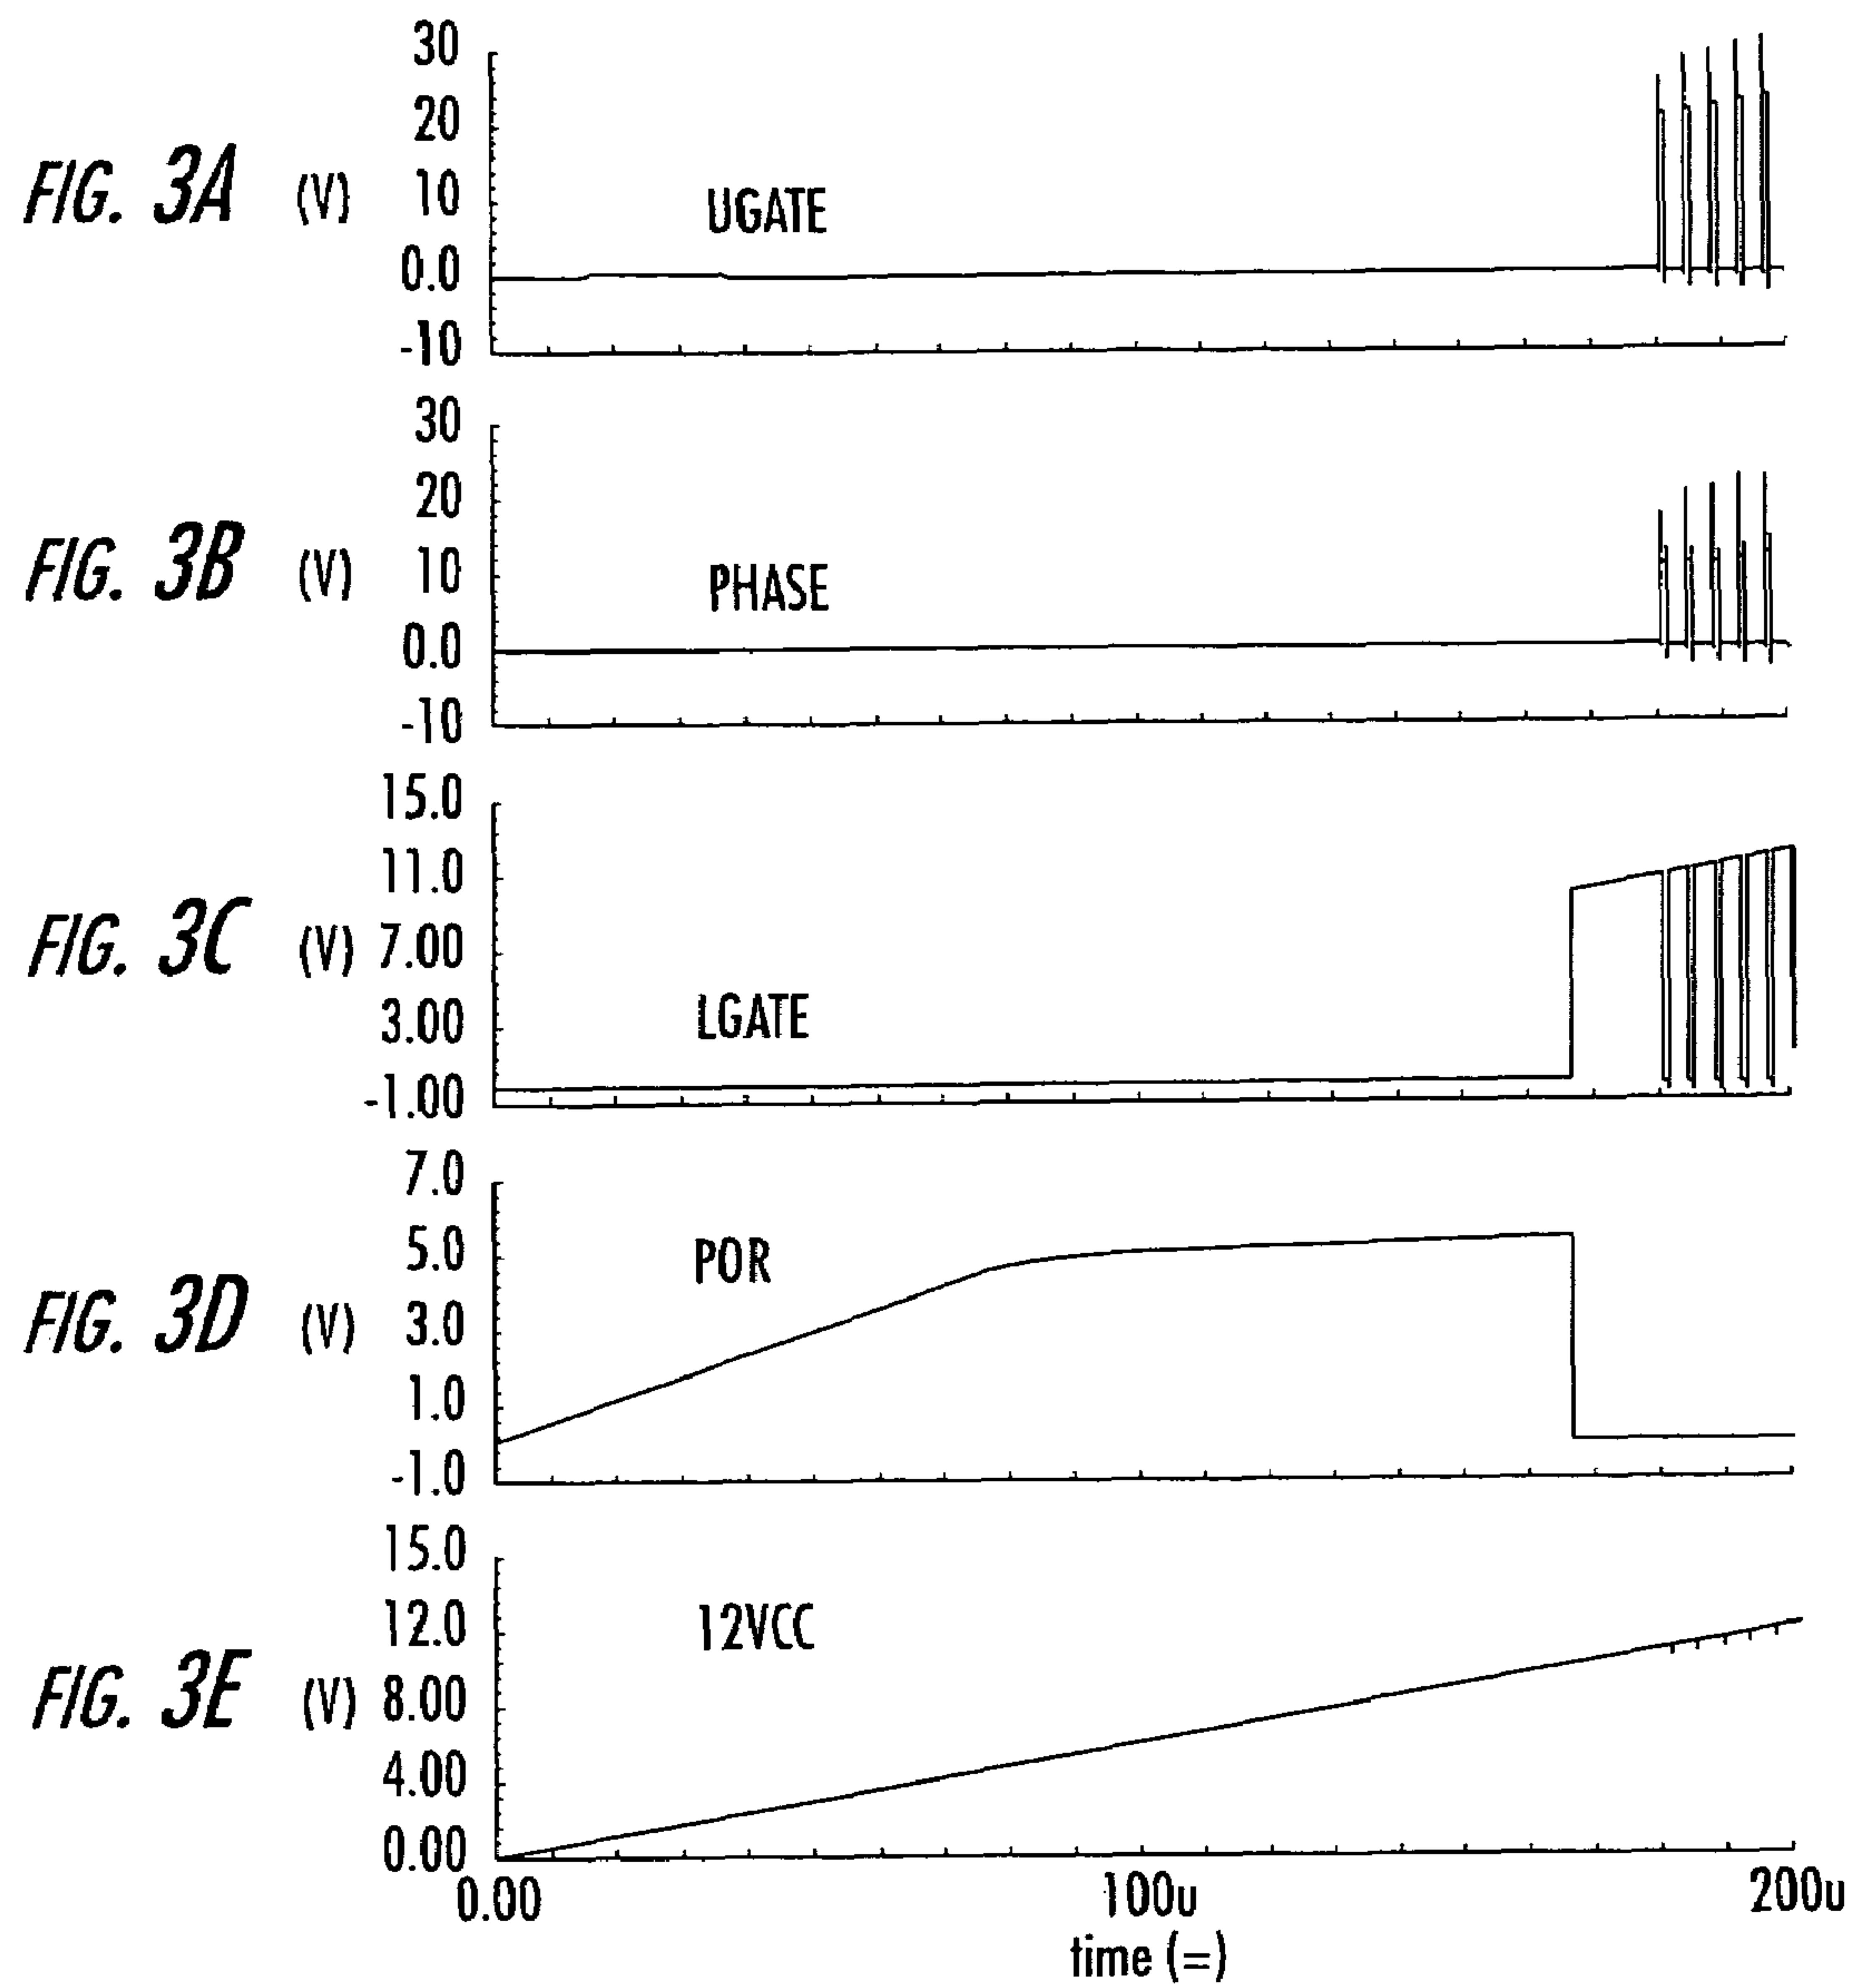 FIG. 3A
(V)
30
20
10
0.0
-10
UGATE
FIG. 3B
(V)
30
20
10
0.0
-10
PHASE
FIG. 3C
(V)
15.0
11.0
7.00
3.00
-1.00
LGATE
FIG. 3D
(V)
7.0
5.0
3.0
1.0
-1.0
POR
FIG. 3E
(V)
15.0
12.0
8.00
4.00
0.00
12VCC
0.00 100u 200u
time (=)